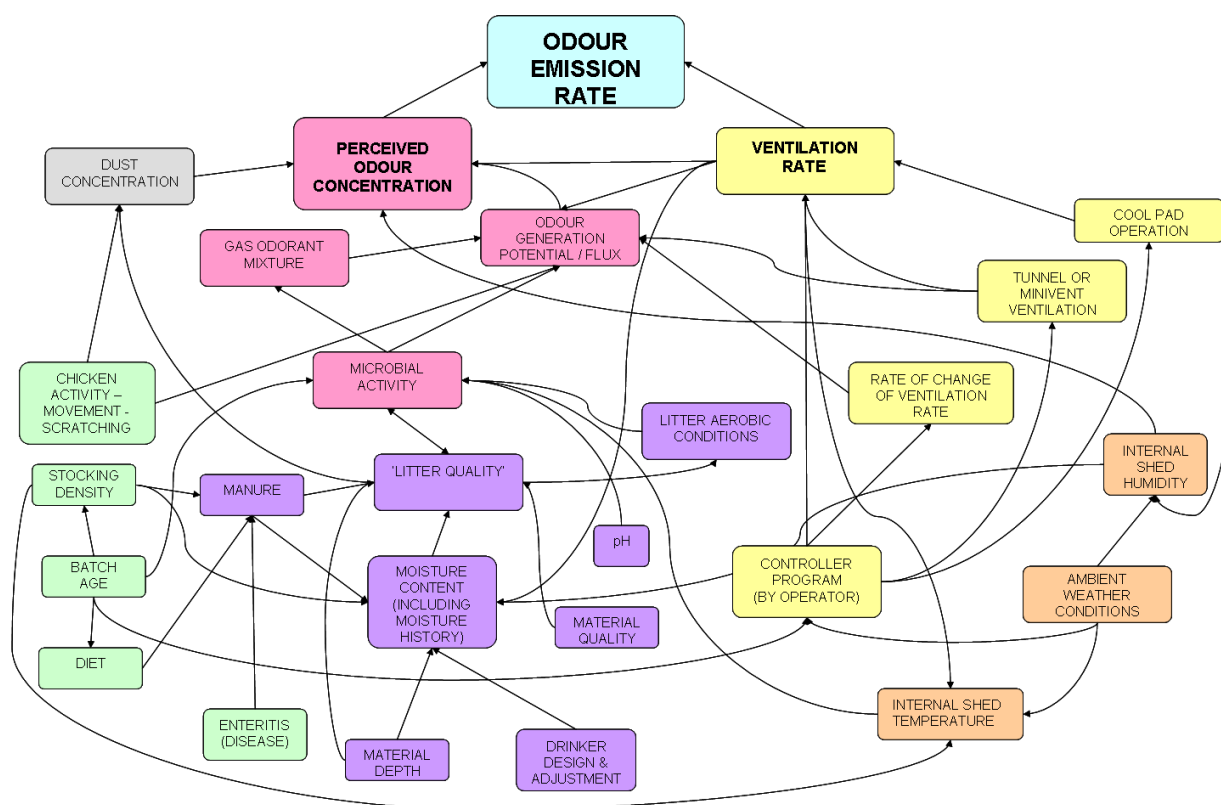 ODOUR
EMISSION
RATE
PERCEIVED
ODOUR
CONCENTRATION
VENTILATION
RATE
DUST
CONCENTRATION
COOL PAD
OPERATION
GAS ODORANT
MIXTURE
ODOUR
GENERATION
POTENTIAL / FLUX
TUNNEL OR
MINIVENT
VENTILATION
CHICKEN
ACTIVITY –
MOVEMENT -
SCRATCHING
MICROBIAL
ACTIVITY
RATE OF CHANGE
OF VENTILATION
RATE
LITTER AEROBIC
CONDITIONS
INTERNAL
SHED
HUMIDITY
STOCKING
DENSITY
MANURE
'LITTER QUALITY'
pH
BATCH
AGE
MOISTURE
CONTENT
(INCLUDING
MOISTURE
HISTORY)
MATERIAL
QUALITY
CONTROLLER
PROGRAM
(BY OPERATOR)
AMBIENT
WEATHER
CONDITIONS
DIET
ENTERITIS
(DISEASE)
MATERIAL
DEPTH
DRINKER
DESIGN &
ADJUSTMENT
INTERNAL SHED
TEMPERATURE